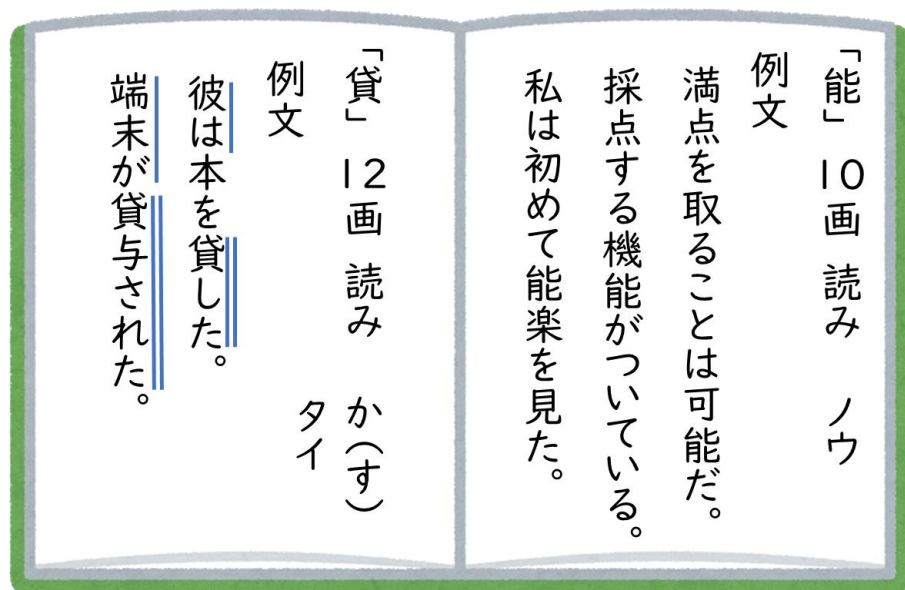 「能」 10画 読み ノウ
例文
満点を取ることは可能だ。
採点する機能がついている。
私は初めて能楽を見た。
「貸」 12画 読み か(す)
タイ
例文
彼は本を貸した。
端末が貸与された。